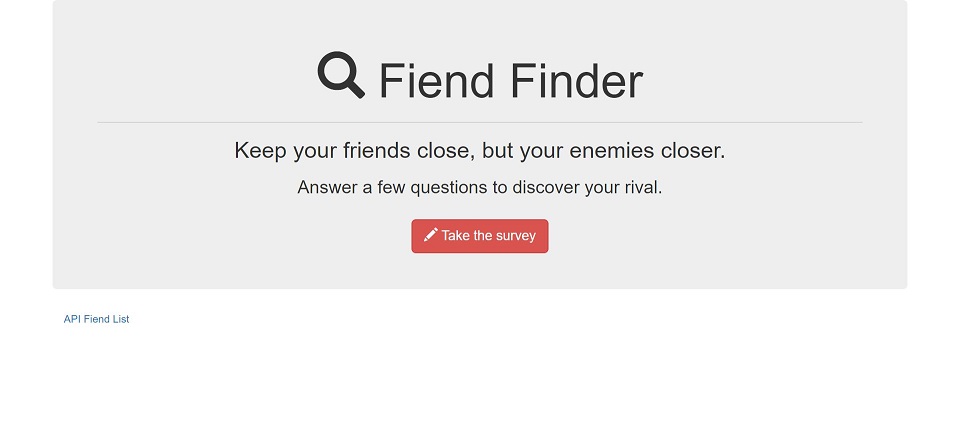 Fiend Finder
Keep your friends close, but your enemies closer.
Answer a few questions to discover your rival.
Take the survey
API Fiend List